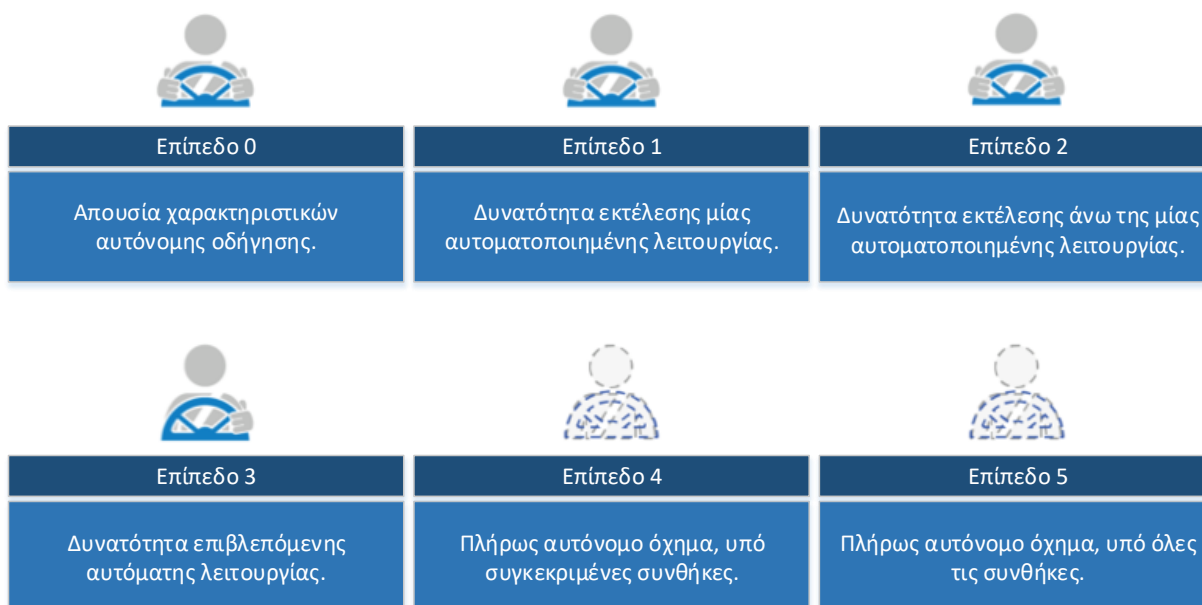 Επίπεδο 0
Επίπεδο 1
Επίπεδο 2
Απουσία χαρακτηριστικών
αυτόνομης οδήγησης.
Δυνατότητα εκτέλεσης μίας
αυτοματοποιημένης λειτουργίας.
Δυνατότητα εκτέλεσης άνω της μίας
αυτοματοποιημένης λειτουργίας.
Επίπεδο 3
Επίπεδο 4
Επίπεδο 5
Δυνατότητα επιβλεπόμενης
αυτόματης λειτουργίας.
Πλήρως αυτόνομο όχημα, υπό
συγκεκριμένες συνθήκες.
Πλήρως αυτόνομο όχημα, υπό όλες
τις συνθήκες.